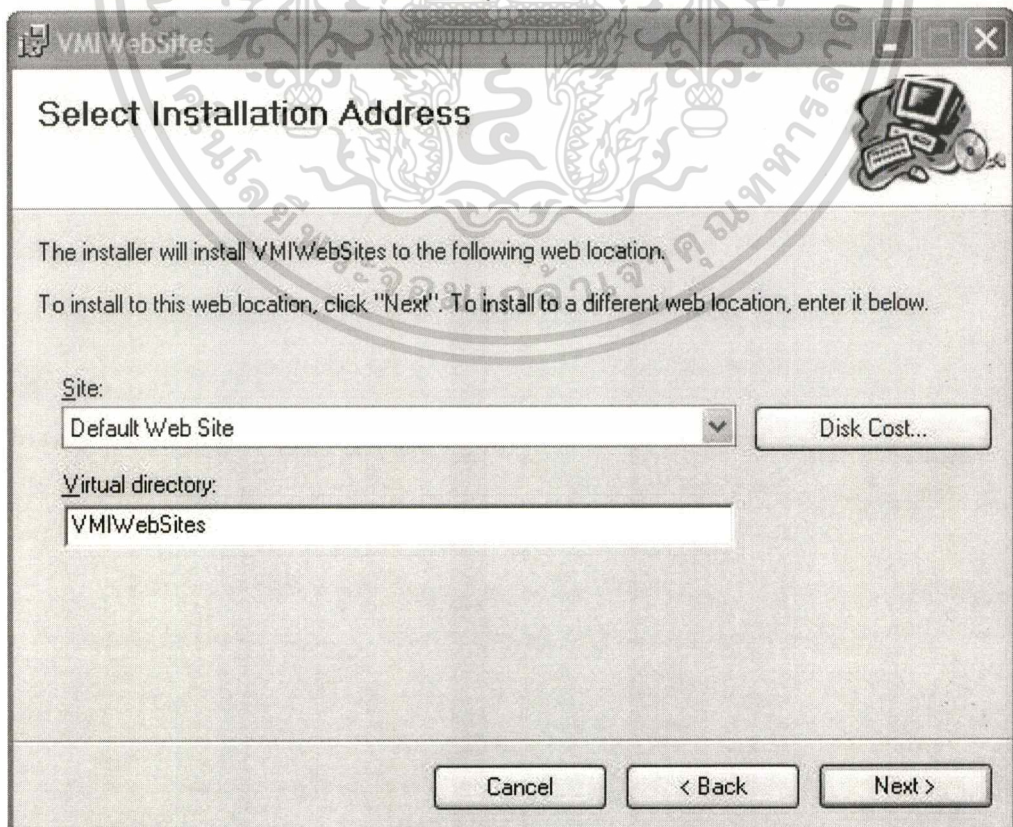 VMIWebSites
Select Installation Address
The installer will install VMIWebSites to the following web location.
To install to this web location, click "Next". To install to a different web location, enter it below.
Site:
Default Web Site
Disk Cost...
Virtual directory:
VMIWebSites
Cancel
< Back
Next >